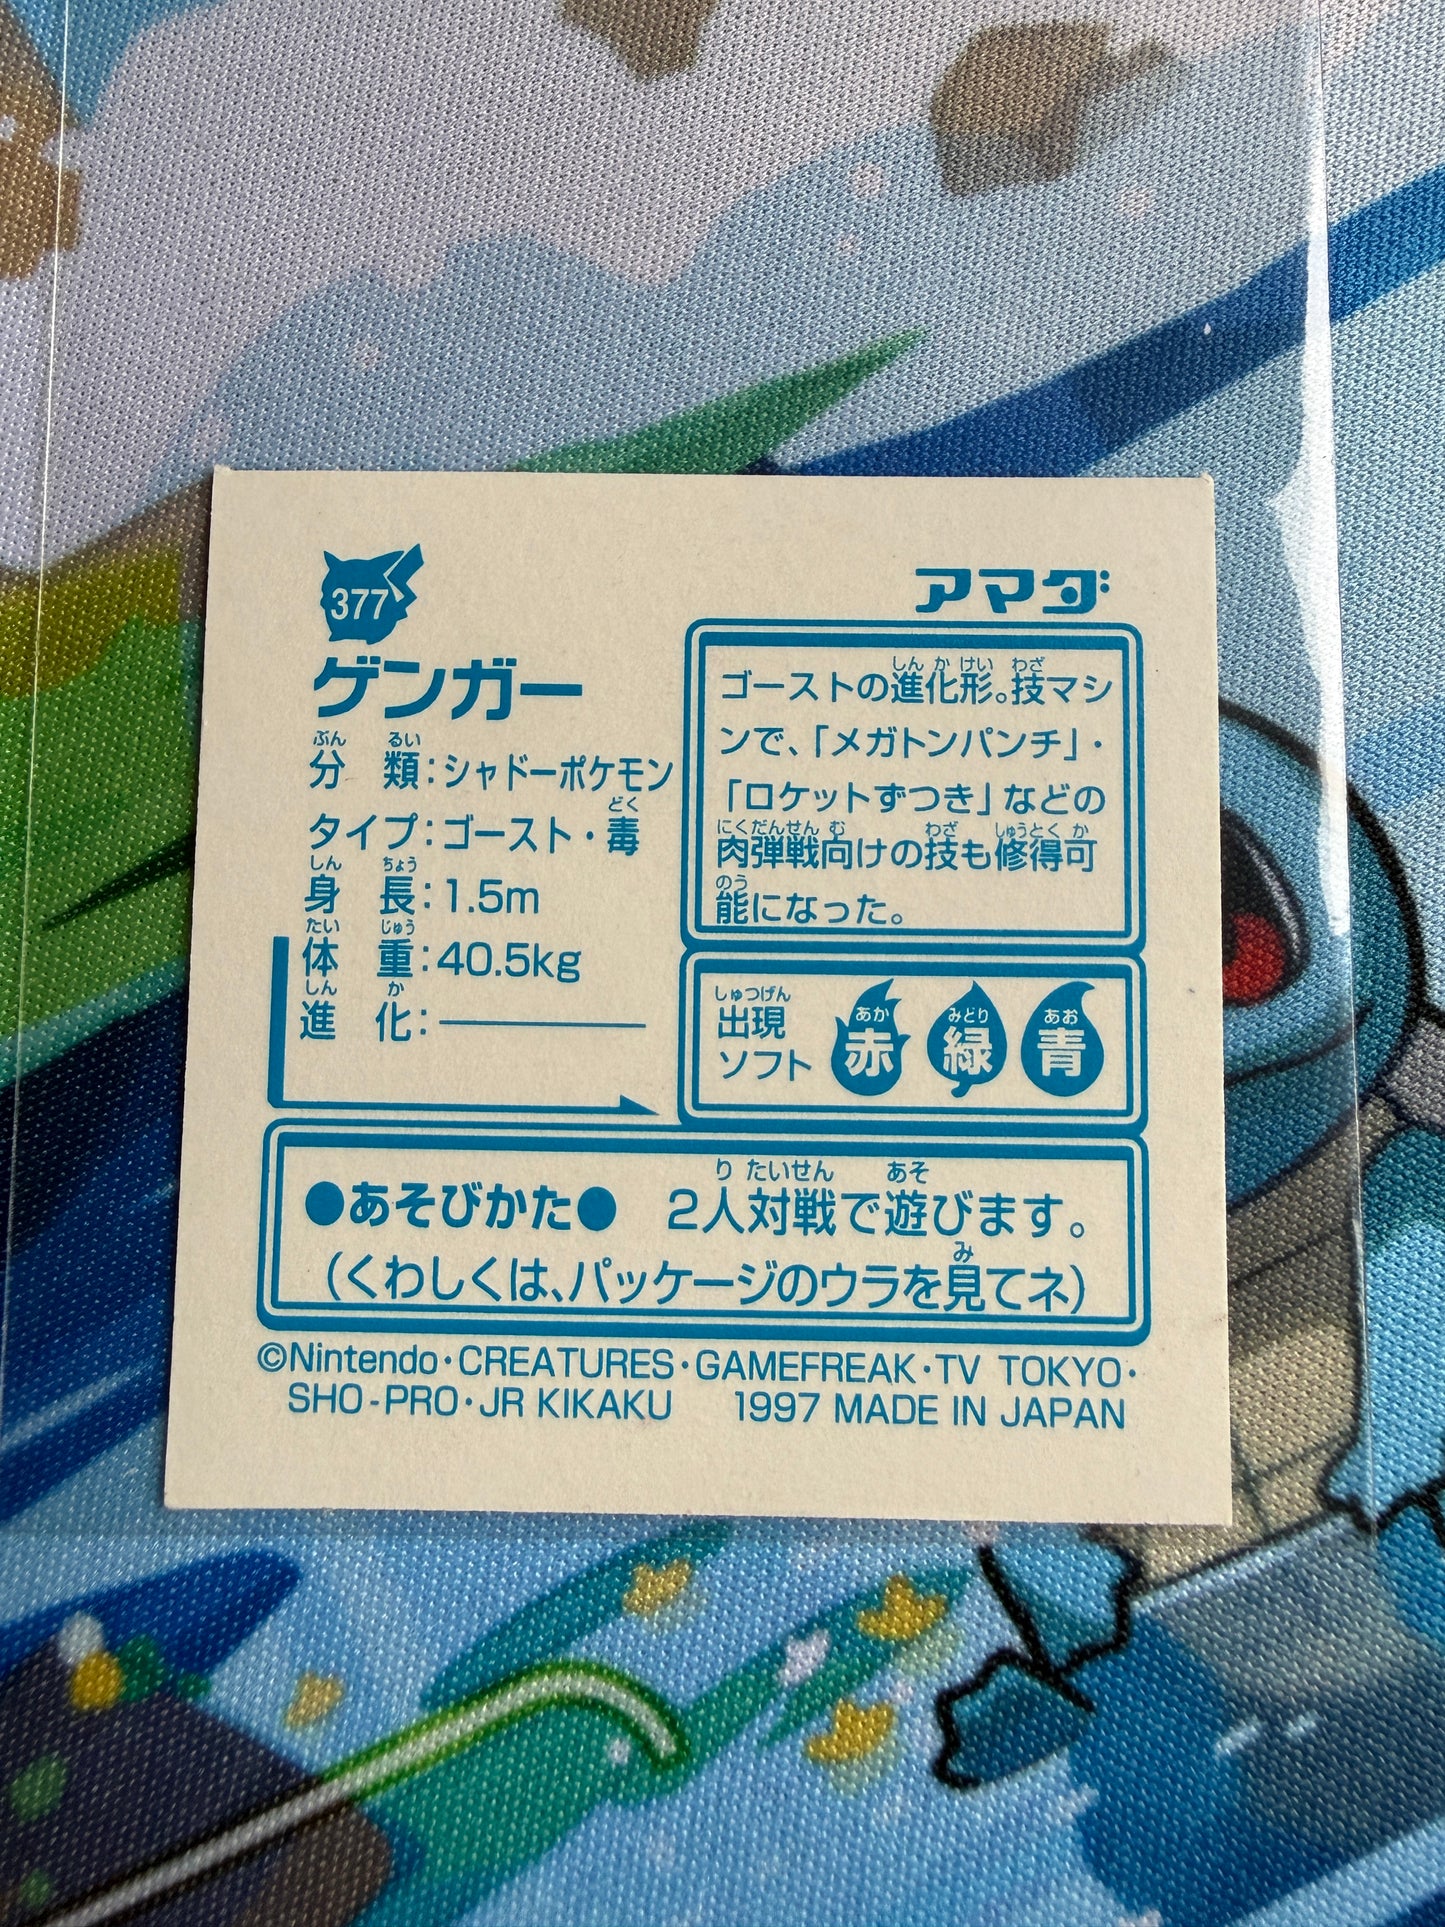 377
アマダ
ゲンガー
分類：シャドーポケモン
タイプ：ゴースト・毒
身長：1.5m
体重：40.5kg
進化：―――
ゴーストの進化形。技マシ
ンで、「メガトンパンチ」・
「ロケットずつき」などの
肉弾戦向けの技も修得可
能になった。
出現
ソフト
赤 緑 青
●あそびかた● 2人対戦で遊びます。
（くわしくは、パッケージのウラを見てネ）
©Nintendo・CREATURES・GAMEFREAK・TV TOKYO・
SHO-PRO・JR KIKAKU 1997 MADE IN JAPAN